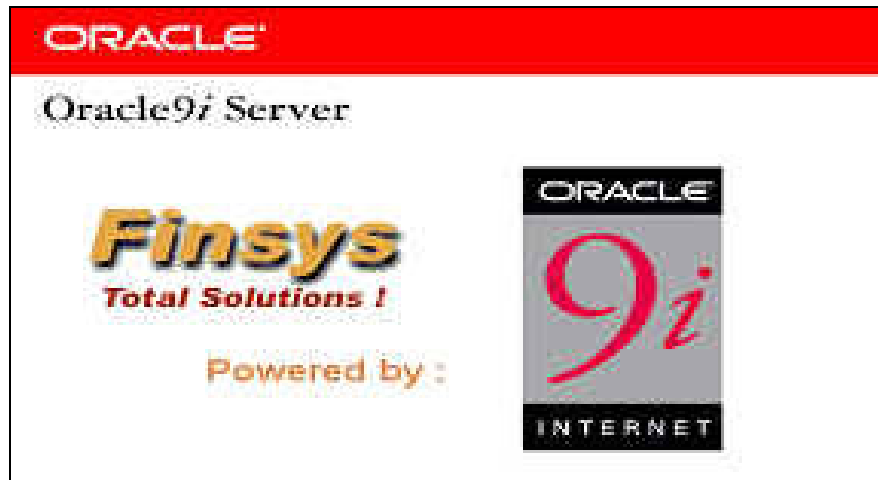 ORACLE
Oracle9i Server
Finsys
Total Solutions !
Powered by :
ORACLE
9i
INTERNET